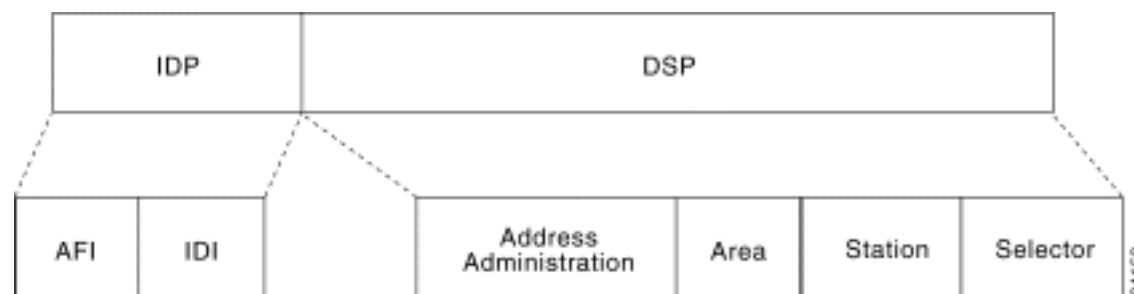 IDP
DSP
AFI
IDI
Address
Administration
Area
Station
Selector